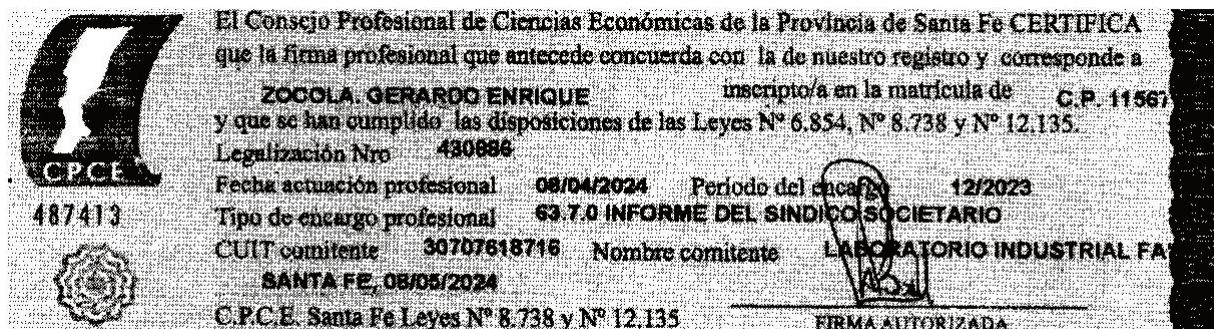 El Consejo Profesional de Ciencias Económicas de la Provincia de Santa Fe CERTIFICA
que la firma profesional que antecede concuerda con la de nuestro registro y corresponde a
ZOCOLA. GERARDO ENRIQUE inscripto/a en la matrícula de C.P. 11567
y que se han cumplido las disposiciones de las Leyes Nº 6.854, Nº 8.738 y Nº 12.135.
Legalización Nro 430886
CPCE
Fecha actuación profesional 08/04/2024 Periodo del encargo 12/2023
487413
Tipo de encargo profesional 63.7.0 INFORME DEL SINDICO SOCIETARIO
CUIT comitente 30707618716 Nombre comitente LABORATORIO INDUSTRIAL FA
SANTA FE, 08/05/2024
C.P.C.E. Santa Fe Leyes Nº 8.738 y Nº 12.135
FIRMA AUTORIZADA